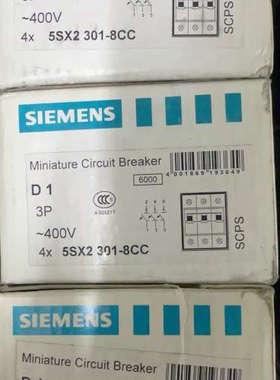 3P
~400V
4x 5SX2 301-8CC
SCPS
SIEMENS
Miniature Circuit Breaker
D 1
6000
3P
~400V
4x 5SX2 301-8CC
SCPS
SIEMENS
Miniature Circuit Breaker